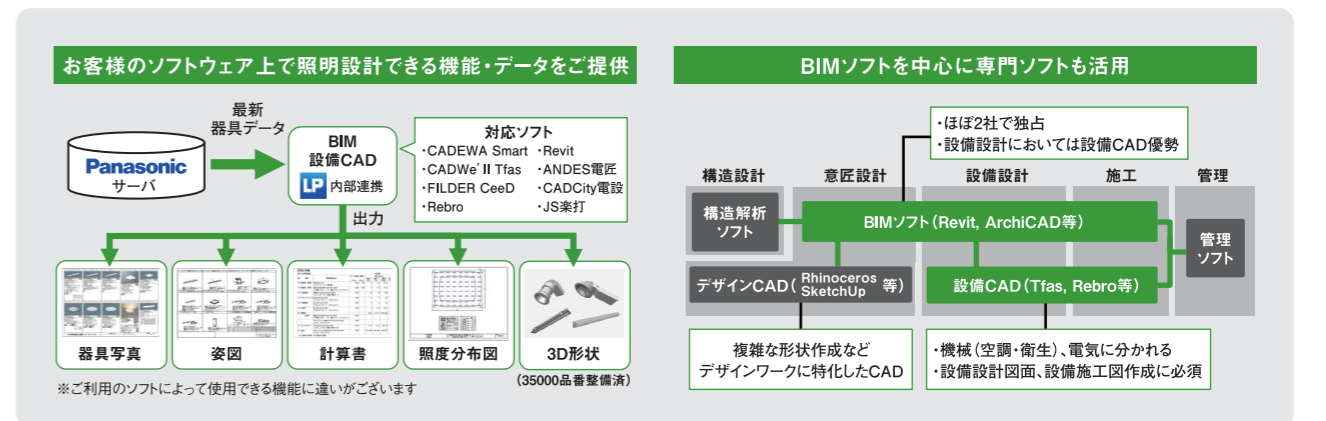 お客様のソフトウェア上で照明設計できる機能・データをご提供
最新
器具データ
Panasonic
サーバ
BIM
設備CAD
LP 内部連携
対応ソフト
・CADEWA Smart ・Revit
・CADWe'll Tfas ・ANDES電匠
・FILDER CeeD ・CADCity電設
・Rebro ・JS楽打
出力
器具写真
姿図
計算書
照度分布図
3D形状
(35000品番整備済)
※ご利用のソフトによって使用できる機能に違いがございます
BIMソフトを中心に専門ソフトも活用
・ほぼ2社で独占
・設備設計においては設備CAD優勢
構造設計
意匠設計
設備設計
施工
管理
構造解析
ソフト
BIMソフト(Revit, ArchiCAD等)
管理
ソフト
デザインCAD(Rhinoceros
SketchUp 等)
設備CAD(Tfas, Rebro等)
複雑な形状作成など
デザインワークに特化したCAD
・機械(空調・衛生)、電気に分かれる
・設備設計図面、設備施工図作成に必須